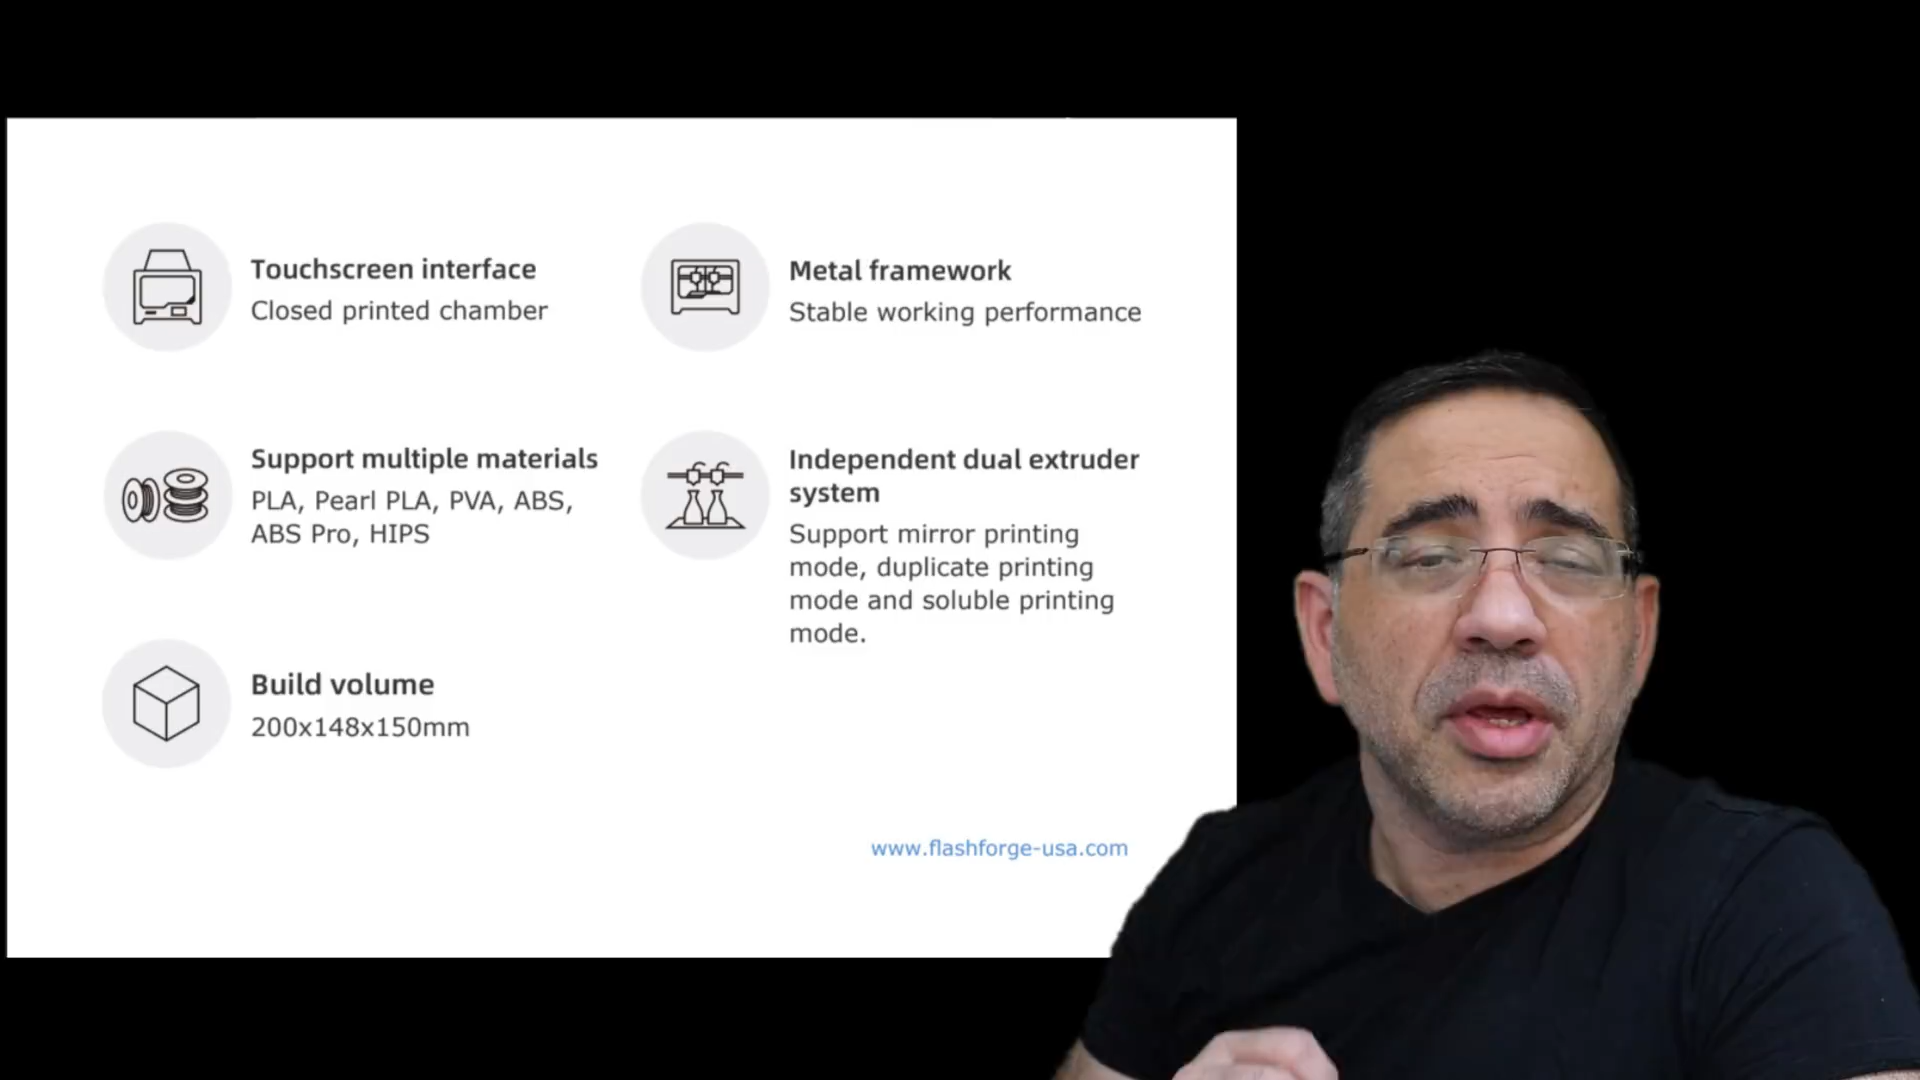 Touchscreen interface
Closed printed chamber
Metal framework
Stable working performance
Support multiple materials
PLA, Pearl PLA, PVA, ABS,
ABS Pro, HIPS
Independent dual extruder
system
Support mirror printing
mode, duplicate printing
mode and soluble printing
mode.
Build volume
200x148x150mm
www.flashforge-usa.com